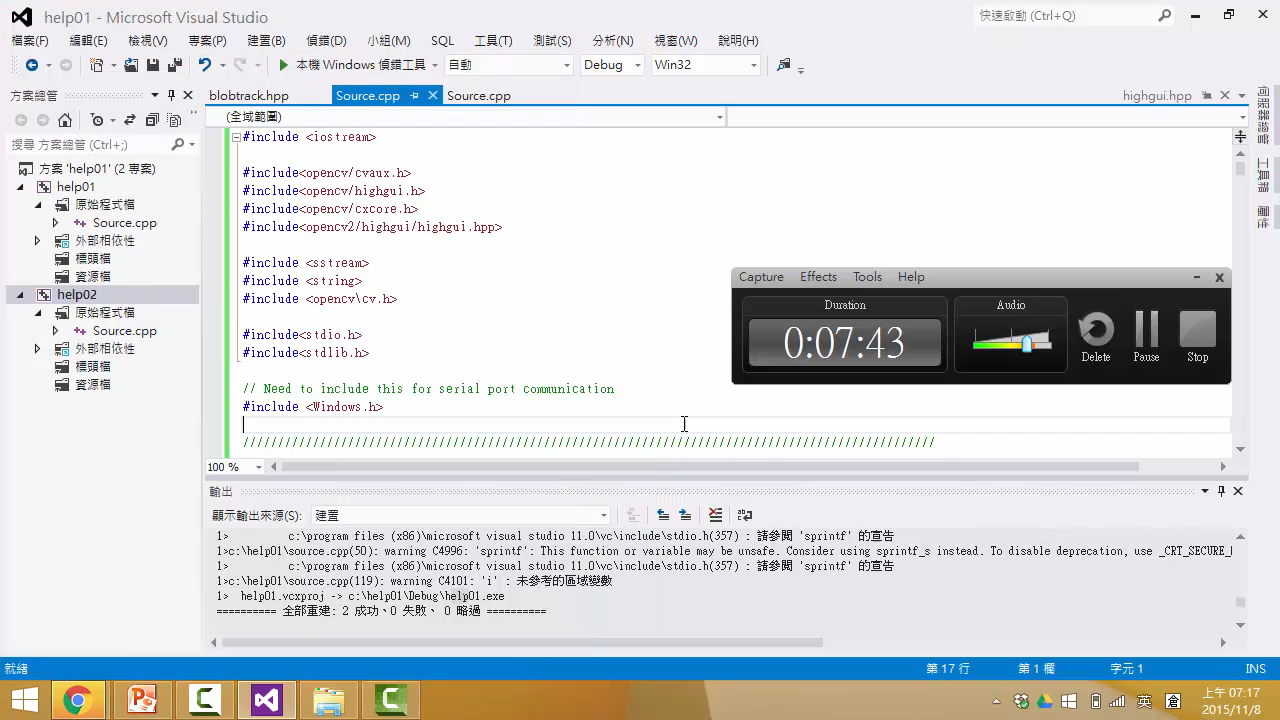 help01 - Microsoft Visual Studio
快速啟動 (Ctrl+Q)
檔案(F) 編輯(E) 檢視(V) 專案(P) 建置(B) 偵錯(D) 小組(M) SQL 工具(T) 測試(S) 分析(N) 視窗(W) 說明(H)
本機 Windows 偵錯工具 自動 Debug Win32
方案總管
blobtrack.hpp Source.cpp Source.cpp highgui.hpp
(全域範圍)
搜尋 方案總管 (Ctrl+;)
方案 'help01' (2 專案)
help01
原始程式檔
Source.cpp
外部相依性
標頭檔
資源檔
help02
原始程式檔
Source.cpp
外部相依性
標頭檔
資源檔
#include <iostream>
#include<opencv/cvaux.h>
#include<opencv/highgui.h>
#include<opencv/cxcore.h>
#include<opencv2/highgui/highgui.hpp>
#include <sstream>
#include <string>
#include <opencv\cv.h>
#include<stdio.h>
#include<stdlib.h>
// Need to include this for serial port communication
#include <Windows.h>
///////////////////////////////////////////////////////////////////////////////////////////////////
100 %
Capture Effects Tools Help
Duration
0:07:43
Audio
Delete Pause Stop
伺服器總管
工具箱
屬性
輸出
顯示輸出來源(S): 建置
1> c:\program files (x86)\microsoft visual studio 11.0\vc\include\stdio.h(357) : 請參閱 'sprintf' 的宣告
1>c:\help01\source.cpp(50): warning C4996: 'sprintf': This function or variable may be unsafe. Consider using sprintf_s instead. To disable deprecation, use _CRT_SECURE_
1> c:\program files (x86)\microsoft visual studio 11.0\vc\include\stdio.h(357) : 請參閱 'sprintf' 的宣告
1>c:\help01\source.cpp(119): warning C4101: 'i' : 未參考的區域變數
1> help01.vcxproj -> c:\help01\Debug\help01.exe
========== 全部重建: 2 成功、0 失敗、 0 略過 ==========
就緒 第 17 行 第 1 欄 字元 1 INS
英 倉
上午 07:17
2015/11/8